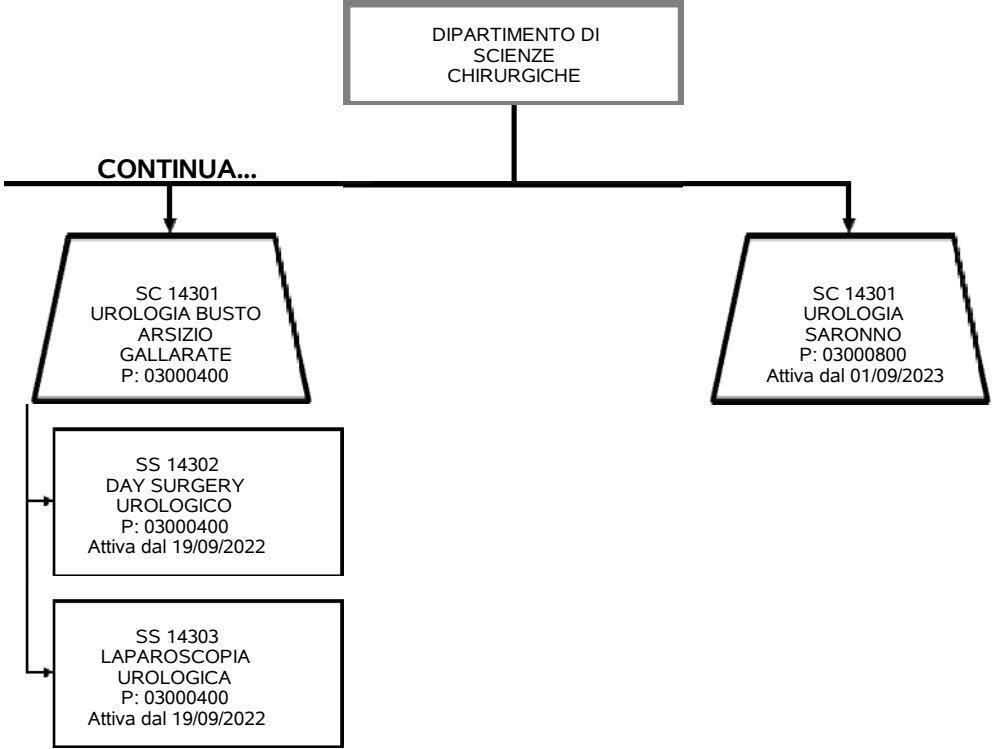 DIPARTIMENTO DI
SCIENZE
CHIRURGICHE
CONTINUA...
SC 14301
UROLOGIA BUSTO
ARSIZIO
GALLARATE
P: 03000400
SC 14301
UROLOGIA
SARONNO
P: 03000800
Attiva dal 01/09/2023
SS 14302
DAY SURGERY
UROLOGICO
P: 03000400
Attiva dal 19/09/2022
SS 14303
LAPAROSCOPIA
UROLOGICA
P: 03000400
Attiva dal 19/09/2022